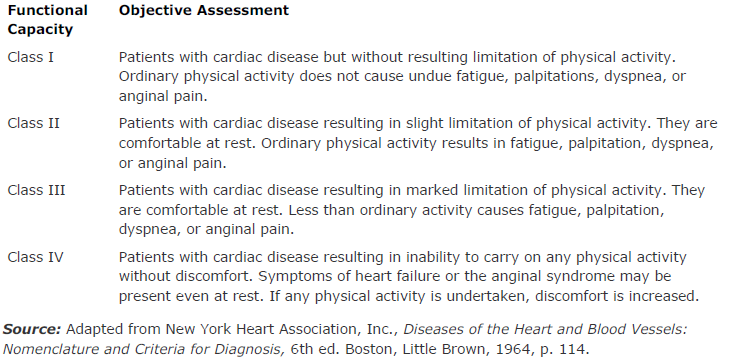 Functional Objective Assessment
Capacity
Class I Patients with cardiac disease but without resulting limitation of physical activity.
Ordinary physical activity does not cause undue fatigue, palpitations, dyspnea, or
anginal pain.
Class II Patients with cardiac disease resulting in slight limitation of physical activity. They are
comfortable at rest. Ordinary physical activity results in fatigue, palpitation, dyspnea,
or anginal pain.
Class III Patients with cardiac disease resulting in marked limitation of physical activity. They
are comfortable at rest. Less than ordinary activity causes fatigue, palpitation,
dyspnea, or anginal pain.
Class IV Patients with cardiac disease resulting in inability to carry on any physical activity
without discomfort. Symptoms of heart failure or the anginal syndrome may be
present even at rest. If any physical activity is undertaken, discomfort is increased.
Source: Adapted from New York Heart Association, Inc., Diseases of the Heart and Blood Vessels:
Nomenclature and Criteria for Diagnosis, 6th ed. Boston, Little Brown, 1964, p. 114.